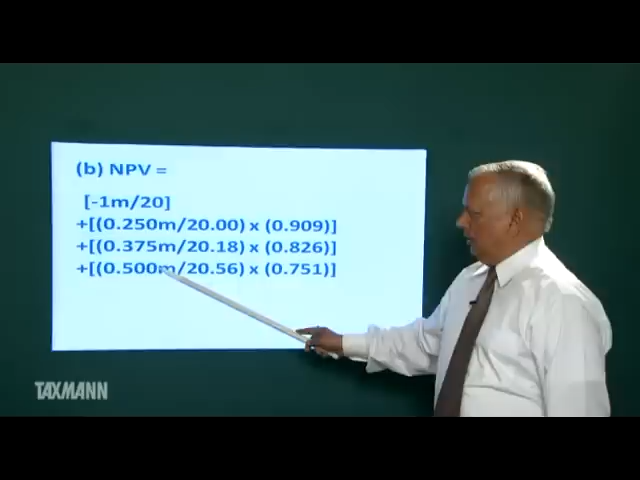 (b) NPV =
[-1m/20]
+[(0.250m/20.00) x (0.909)]
+[(0.375m/20.18) x (0.826)]
+[(0.500m/20.56) x (0.751)]
TAXMANN